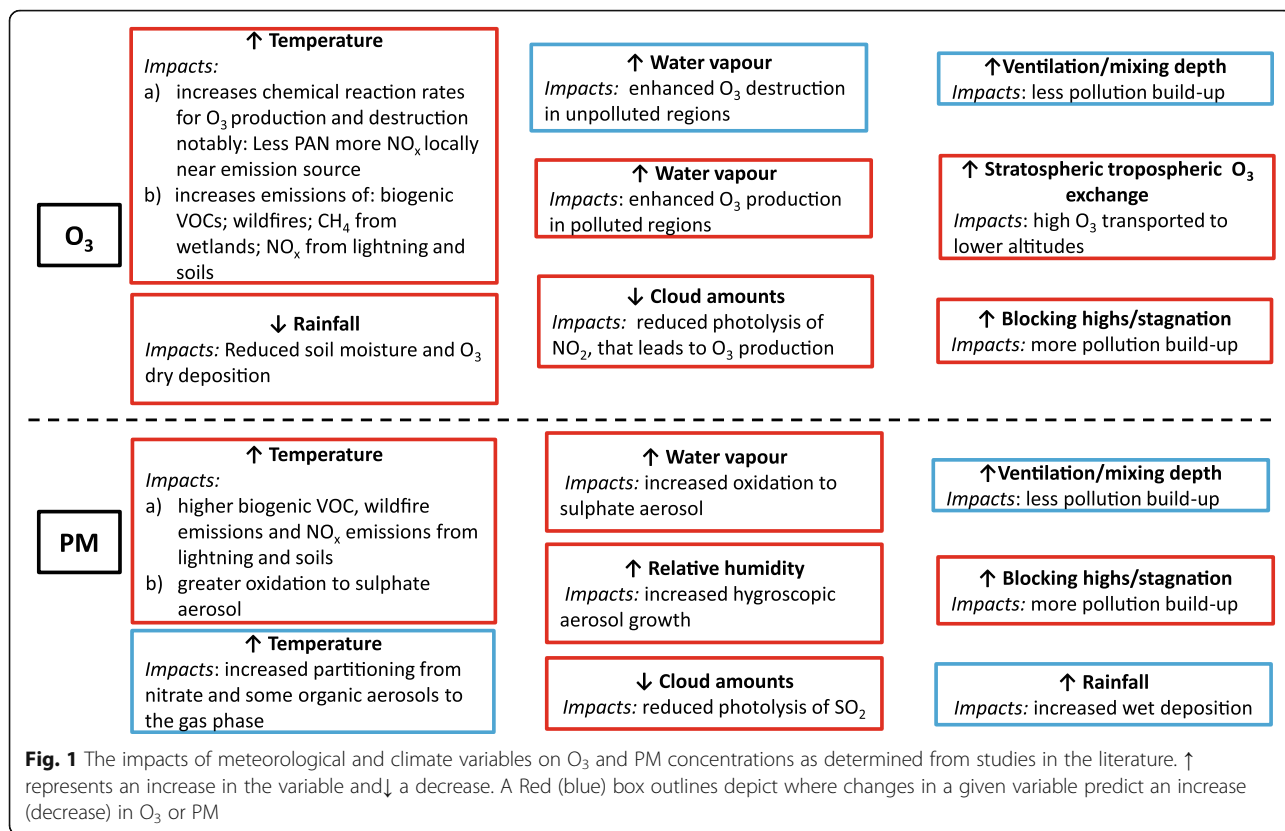 ↑ Temperature
Impacts:
a) increases chemical reaction rates
for O₃ production and destruction
notably: Less PAN more NOₓ locally
near emission source
b) increases emissions of: biogenic
VOCs; wildfires; CH₄ from
wetlands; NOₓ from lightning and
soils
↑ Water vapour
Impacts: enhanced O₃ destruction
in unpolluted regions
↑Ventilation/mixing depth
Impacts: less pollution build-up
O₃
↑ Water vapour
Impacts: enhanced O₃ production
in polluted regions
↑ Stratospheric tropospheric O₃
exchange
Impacts: high O₃ transported to
lower altitudes
↓ Rainfall
Impacts: Reduced soil moisture and O₃
dry deposition
↓ Cloud amounts
Impacts: reduced photolysis of
NO₂, that leads to O₃ production
↑ Blocking highs/stagnation
Impacts: more pollution build-up
PM
↑ Temperature
Impacts:
a) higher biogenic VOC, wildfire
emissions and NOₓ emissions from
lightning and soils
b) greater oxidation to sulphate
aerosol
↑ Water vapour
Impacts: increased oxidation to
sulphate aerosol
↑Ventilation/mixing depth
Impacts: less pollution build-up
↑ Relative humidity
Impacts: increased hygroscopic
aerosol growth
↑ Blocking highs/stagnation
Impacts: more pollution build-up
↑ Temperature
Impacts: increased partitioning from
nitrate and some organic aerosols to
the gas phase
↓ Cloud amounts
Impacts: reduced photolysis of SO₂
↑ Rainfall
Impacts: increased wet deposition
Fig. 1 The impacts of meteorological and climate variables on O₃ and PM concentrations as determined from studies in the literature. ↑
represents an increase in the variable and↓ a decrease. A Red (blue) box outlines depict where changes in a given variable predict an increase
(decrease) in O₃ or PM